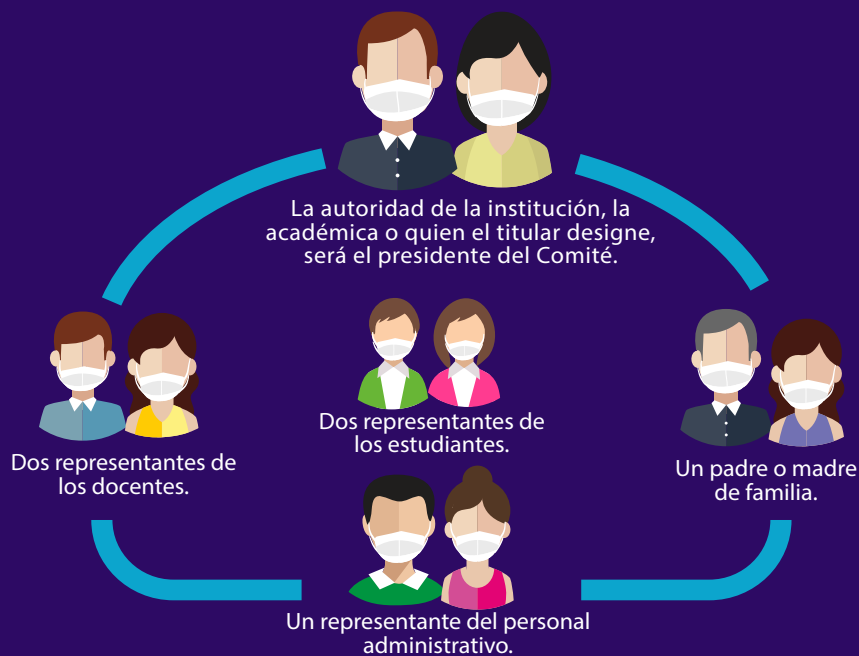 La autoridad de la institución, la
académica o quien el titular designe,
será el presidente del Comité.
Dos representantes de
los docentes.
Dos representantes de
los estudiantes.
Un padre o madre
de familia.
Un representante del personal
administrativo.